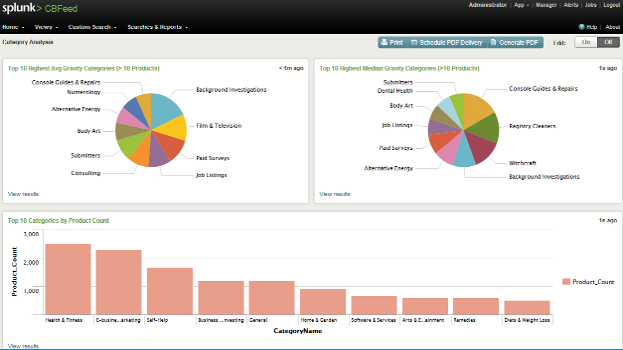 splunk> CBFeed
Administrator | App | Manager | Alerts | Jobs | Logout
Home Views Custom Search Searches & Reports
Help | About
Category Analysis
Print Schedule PDF Delivery Generate PDF Edit: On Off
Top 10 Highest Avg Gravity Categories (> 10 Products) < 1m ago
Console Guides & Repairs
Numerology
Alternative Energy
Body Art
Submitters
Consulting
Background Investigations
Film & Television
Paid Surveys
Job Listings
View results
Top 10 Highest Median Gravity Categories (>10 Products) 1s ago
Submitters
Dental Health
Body Art
Job Listings
Paid Surveys
Alternative Energy
Console Guides & Repairs
Registry Cleaners
Witchcraft
Background Investigations
View results
Top 10 Categories by Product Count
3,000
2,000
1,000
Product_Count
Product_Count
Health & Fitness E-busine...arketing Self-Help Business ...nvesting General Home & Garden Software & Services Arts & E...ainment Remedies Diets & Weight Loss
CategoryName
View results